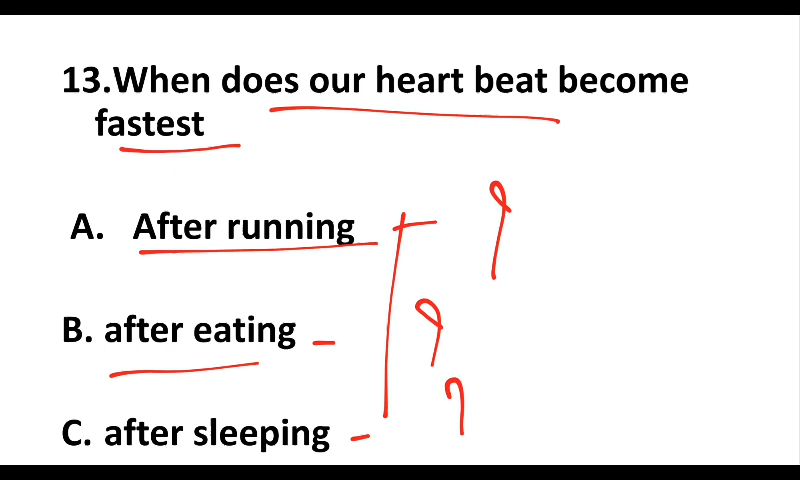 13.When does our heart beat become
fastest
A. After running
B. after eating
C. after sleeping